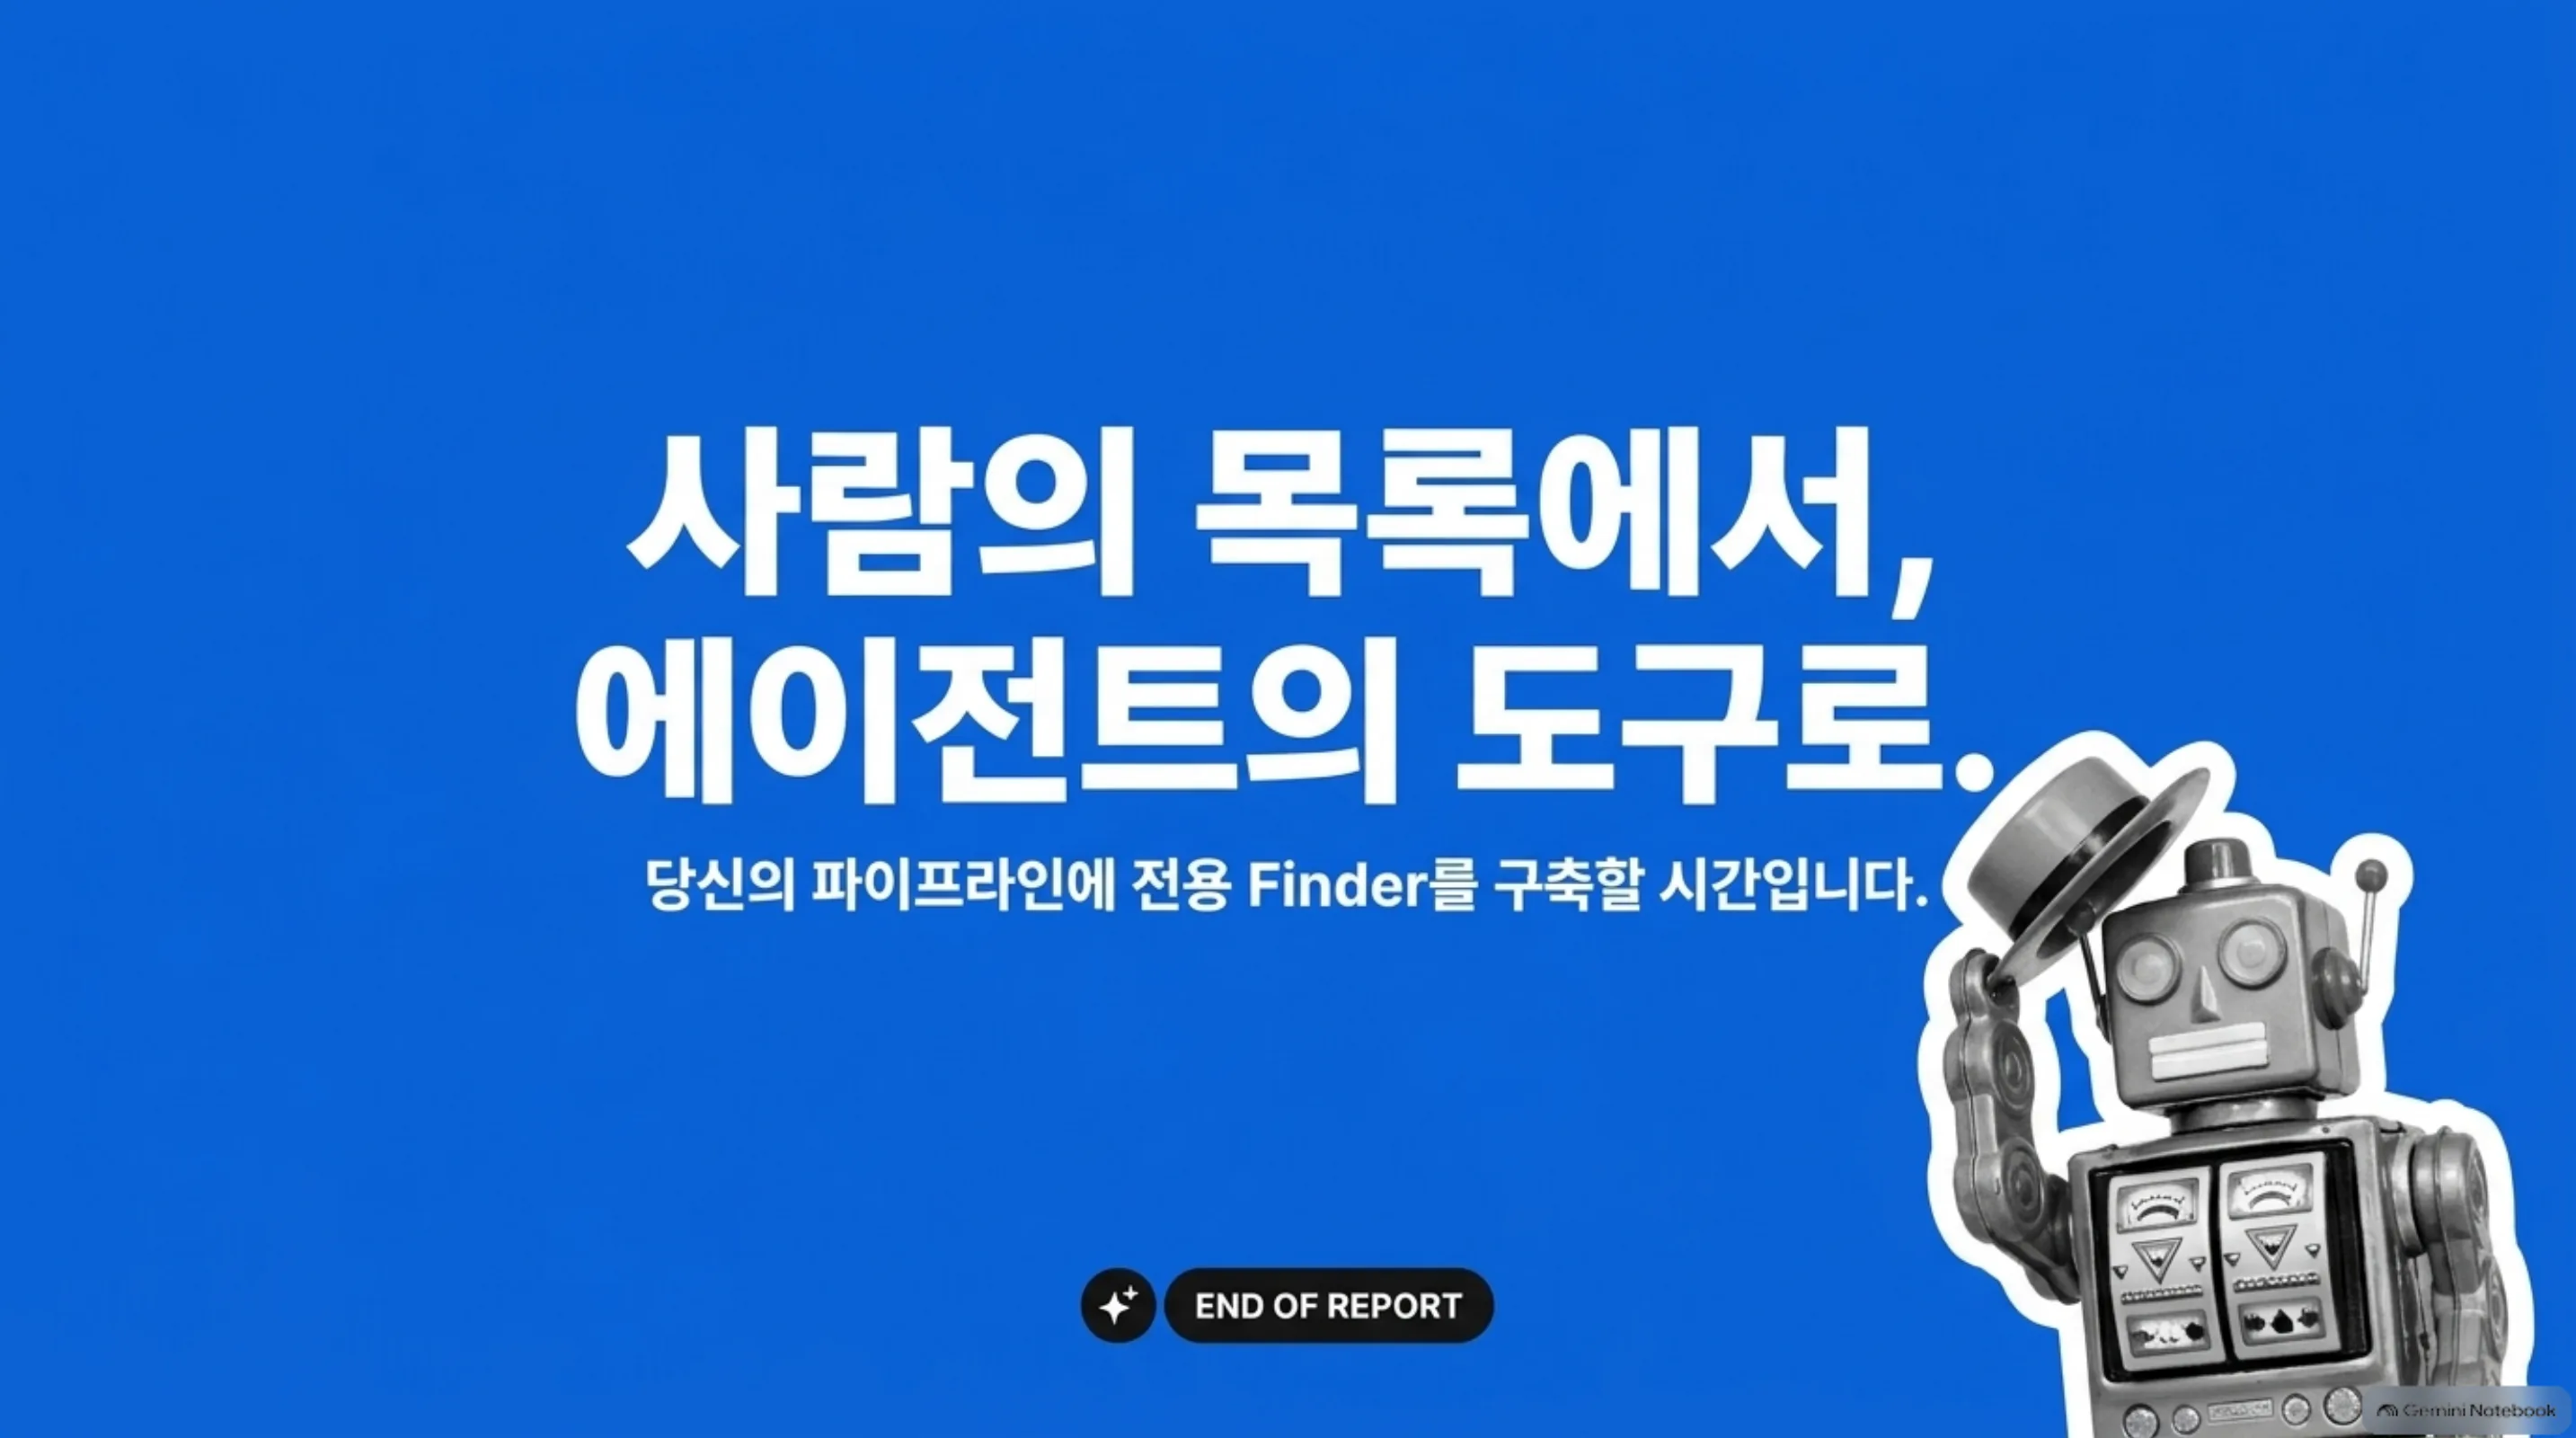 사람의 목록에서,
에이전트의 도구로.
당신의 파이프라인에 전용 Finder를 구축할 시간입니다.
END OF REPORT
Gemini Notebook